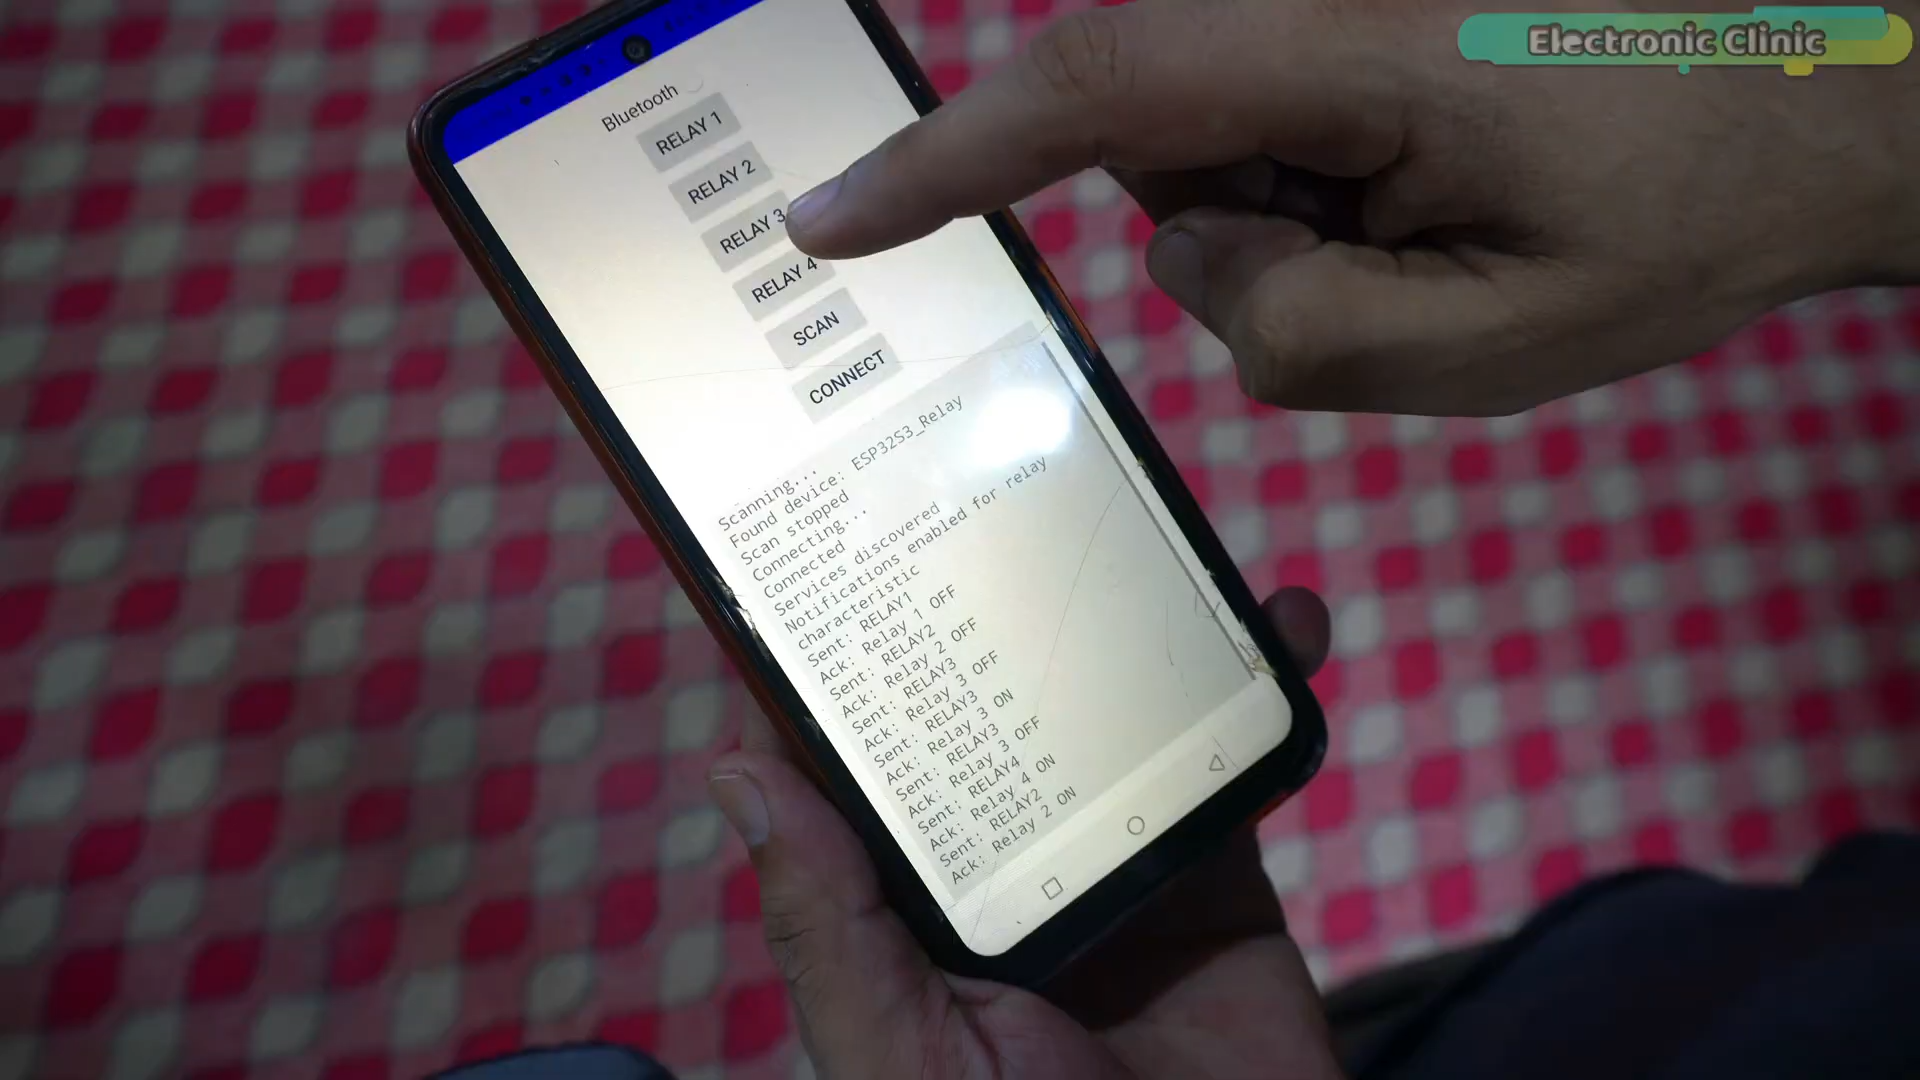 Electronic Clinic
Bluetooth
RELAY 1
RELAY 2
RELAY 3
RELAY 4
SCAN
CONNECT
Scanning...
Found device: ESP32S3_Relay
Scan stopped
Connecting...
Connected
Services discovered
Notifications enabled for relay
characteristic
Sent: RELAY1
Ack: Relay 1 OFF
Sent: RELAY2
Ack: Relay 2 OFF
Sent: RELAY3
Ack: Relay 3 OFF
Sent: RELAY3
Ack: Relay 3 ON
Sent: RELAY3
Ack: Relay 3 OFF
Sent: RELAY4
Ack: Relay 4 ON
Sent: RELAY2
Ack: Relay 2 ON